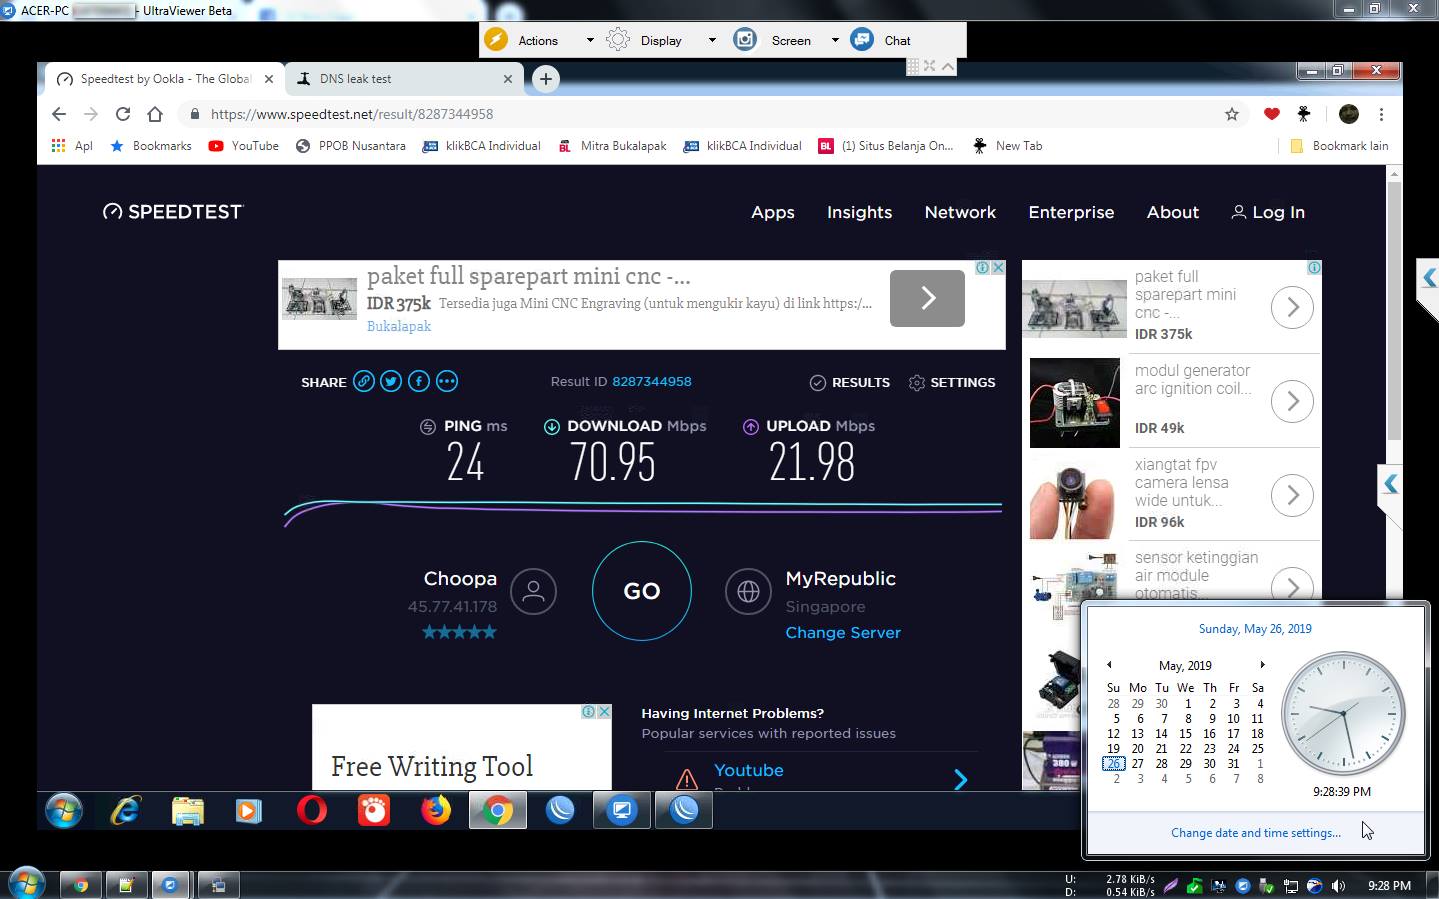 ACER-PC
- UltraViewer Beta
Actions
Display
Screen
Chat
Speedtest by Ookla - The Global
DNS leak test
https://www.speedtest.net/result/8287344958
Apl
Bookmarks
YouTube
PPOB Nusantara
klikBCA Individual
BL
Mitra Bukalapak
klikBCA Individual
BL
(1) Situs Belanja On...
New Tab
Bookmark lain
SPEEDTEST
Apps
Insights
Network
Enterprise
About
Log In
paket full sparepart mini cnc -...
IDR 375k Tersedia juga Mini CNC Engraving (untuk mengukir kayu) di link https:/...
Bukalapak
paket full
sparepart mini
cnc -...
IDR 375k
SHARE
Result ID 8287344958
RESULTS
SETTINGS
modul generator
arc ignition coil...
IDR 49k
PING ms
DOWNLOAD Mbps
UPLOAD Mbps
24
70.95
21.98
xiangtat fpv
camera lensa
wide untuk...
IDR 96k
sensor ketinggian
air module
otomatis...
Choopa
45.77.41.178
GO
MyRepublic
Singapore
Change Server
Free Writing Tool
Having Internet Problems?
Popular services with reported issues
Youtube
Sunday, May 26, 2019
May, 2019
Su Mo Tu We Th Fr Sa
28 29 30 1 2 3 4
5 6 7 8 9 10 11
12 13 14 15 16 17 18
19 20 21 22 23 24 25
26 27 28 29 30 31 1
2 3 4 5 6 7 8
9:28:39 PM
Change date and time settings...
U: 2.78 KiB/s
D: 0.54 KiB/s
9:28 PM